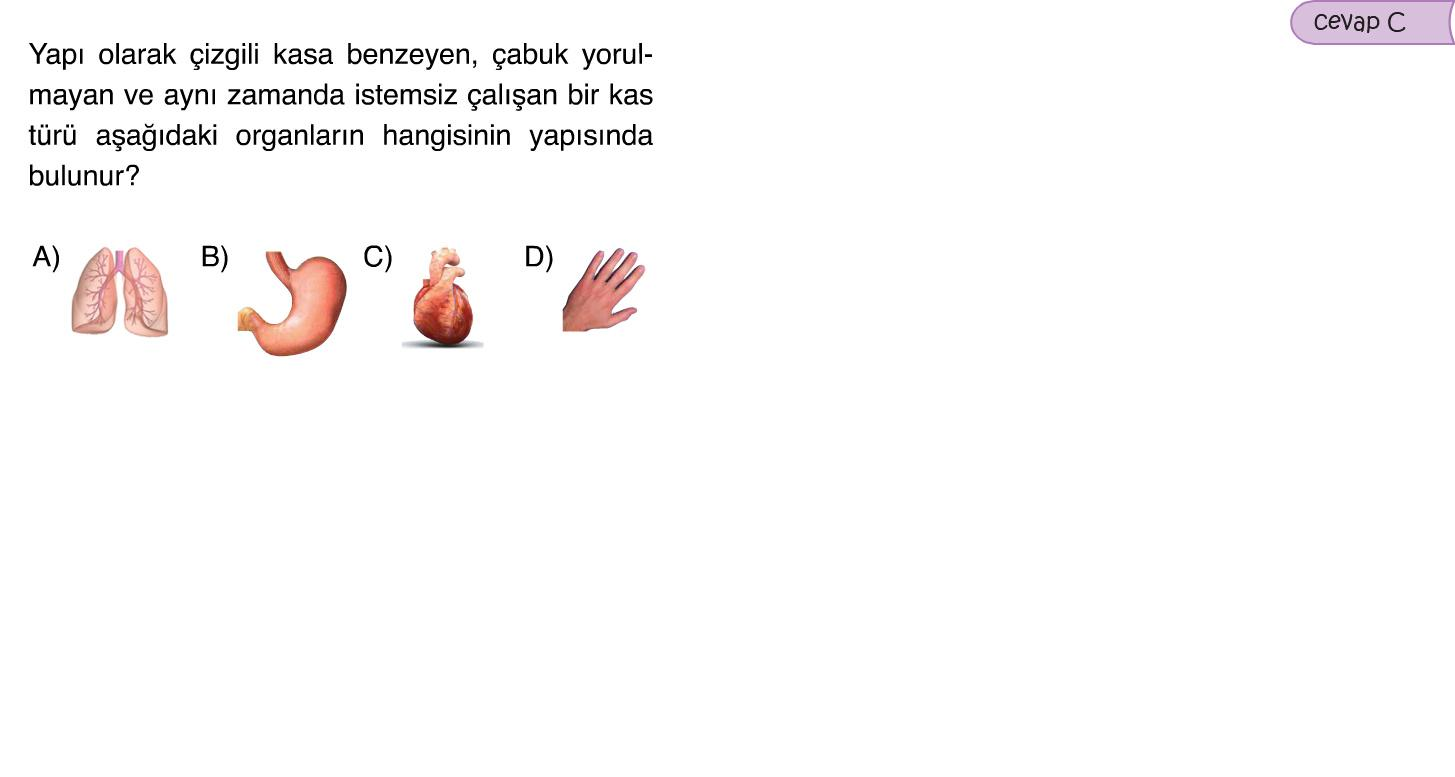 cevap C
Yapı olarak çizgili kasa benzeyen, çabuk yorul-
mayan ve aynı zamanda istemsiz çalışan bir kas
türü aşağıdaki organların hangisinin yapısında
bulunur?
A) B) C) D)